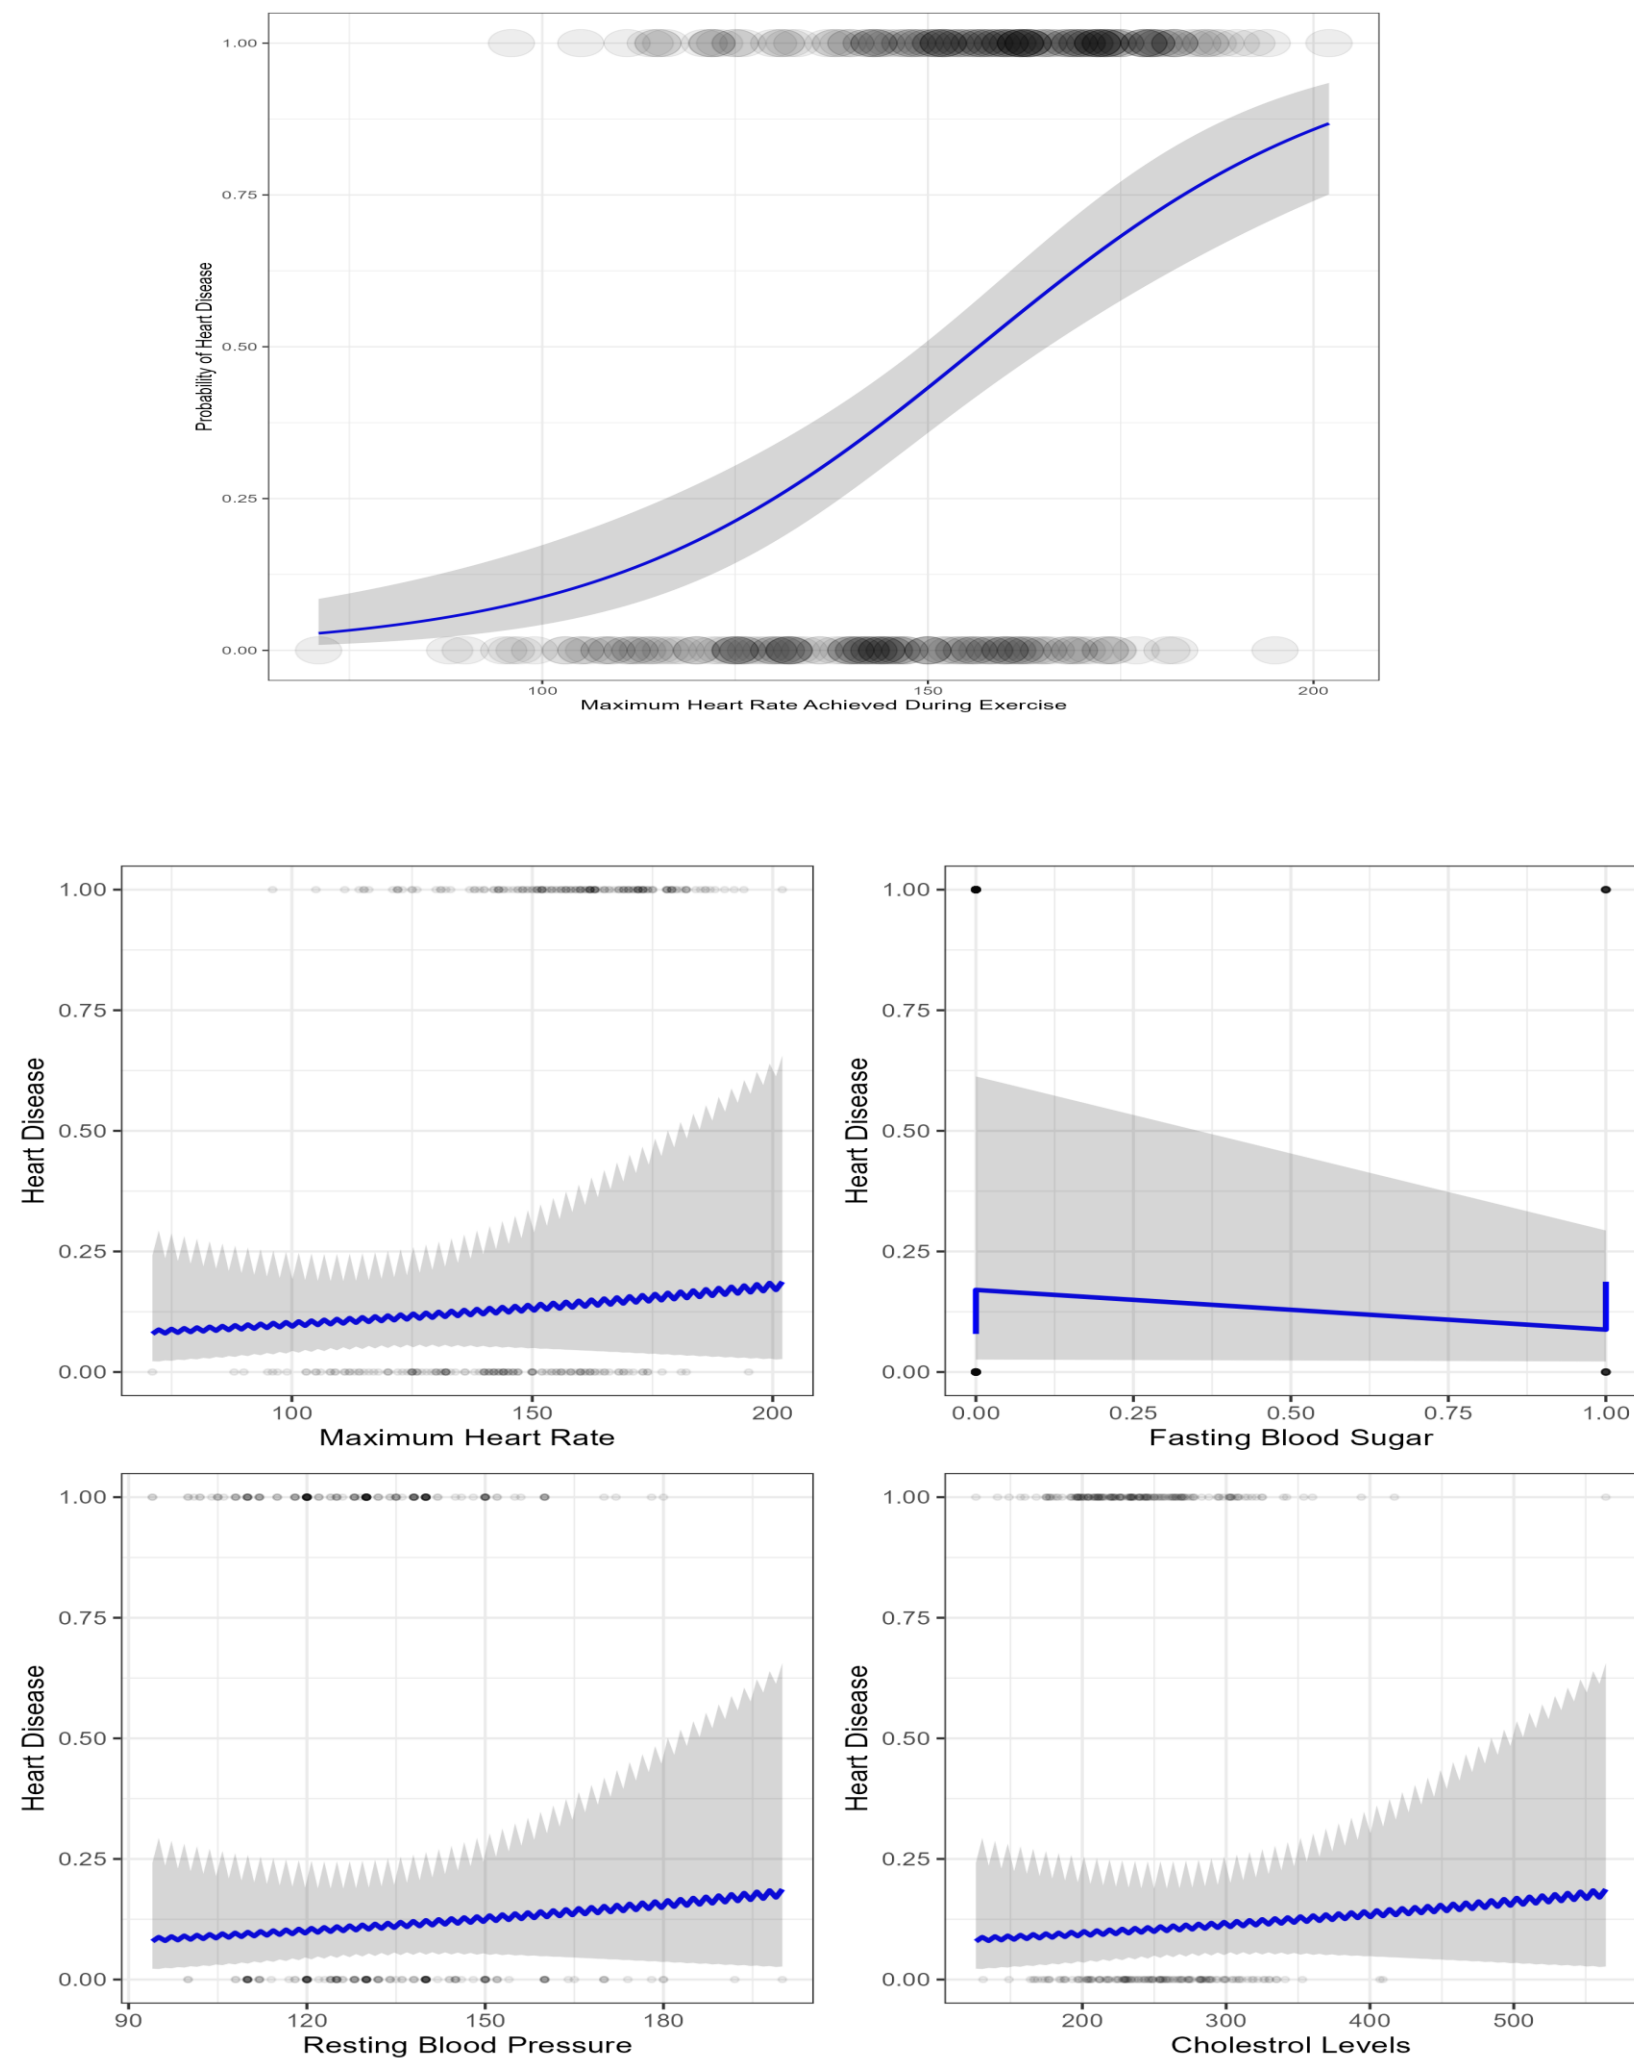 1.00
0.75
0.50
0.25
0.00
Probability of Heart Disease
100 150 200
Maximum Heart Rate Achieved During Exercise
1.00
0.75
0.50
0.25
0.00
Heart Disease
100 150 200
Maximum Heart Rate
1.00
0.75
0.50
0.25
0.00
Heart Disease
0.00 0.25 0.50 0.75 1.00
Fasting Blood Sugar
1.00
0.75
0.50
0.25
0.00
Heart Disease
90 120 150 180
Resting Blood Pressure
1.00
0.75
0.50
0.25
0.00
Heart Disease
200 300 400 500
Cholestrol Levels